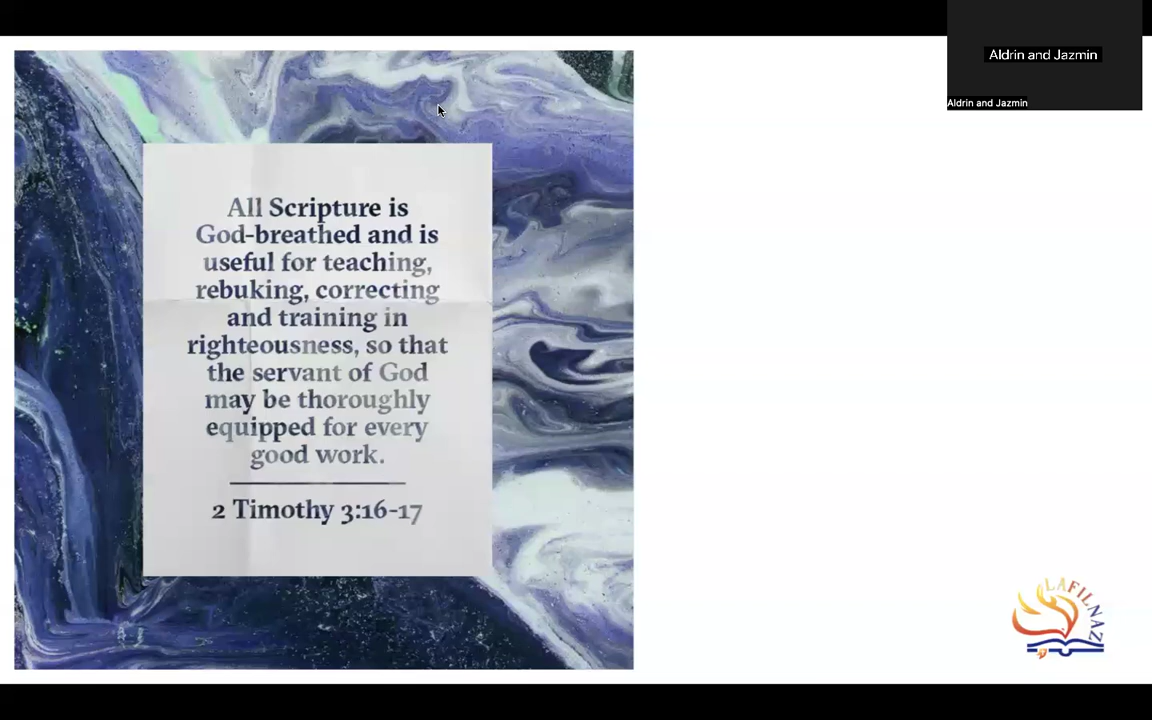 Aldrin and Jazmin
Aldrin and Jazmin
All Scripture is
God-breathed and is
useful for teaching,
rebuking, correcting
and training in
righteousness, so that
the servant of God
may be thoroughly
equipped for every
good work.
2 Timothy 3:16-17
LAFILNAZ